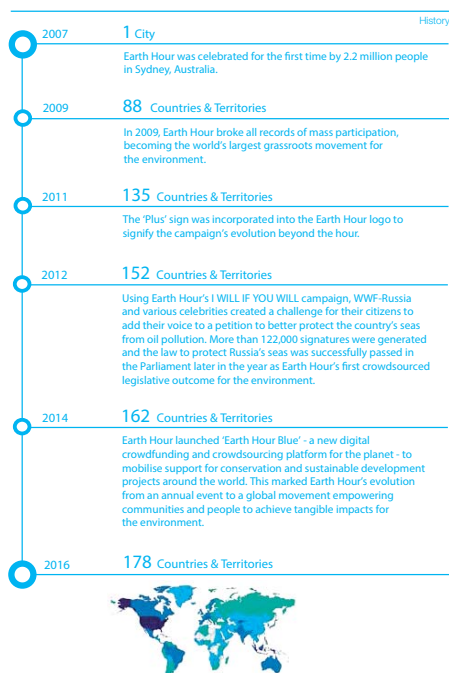 History
2007 1 City
Earth Hour was celebrated for the first time by 2.2 million people
in Sydney, Australia.
2009 88 Countries & Territories
In 2009, Earth Hour broke all records of mass participation,
becoming the world's largest grassroots movement for
the environment.
2011 135 Countries & Territories
The 'Plus' sign was incorporated into the Earth Hour logo to
signify the campaign's evolution beyond the hour.
2012 152 Countries & Territories
Using Earth Hour's I WILL IF YOU WILL campaign, WWF-Russia
and various celebrities created a challenge for their citizens to
add their voice to a petition to better protect the country's seas
from oil pollution. More than 122,000 signatures were generated
and the law to protect Russia's seas was successfully passed in
the Parliament later in the year as Earth Hour's first crowdsourced
legislative outcome for the environment.
2014 162 Countries & Territories
Earth Hour launched 'Earth Hour Blue' - a new digital
crowdfunding and crowdsourcing platform for the planet - to
mobilise support for conservation and sustainable development
projects around the world. This marked Earth Hour's evolution
from an annual event to a global movement empowering
communities and people to achieve tangible impacts for
the environment.
2016 178 Countries & Territories